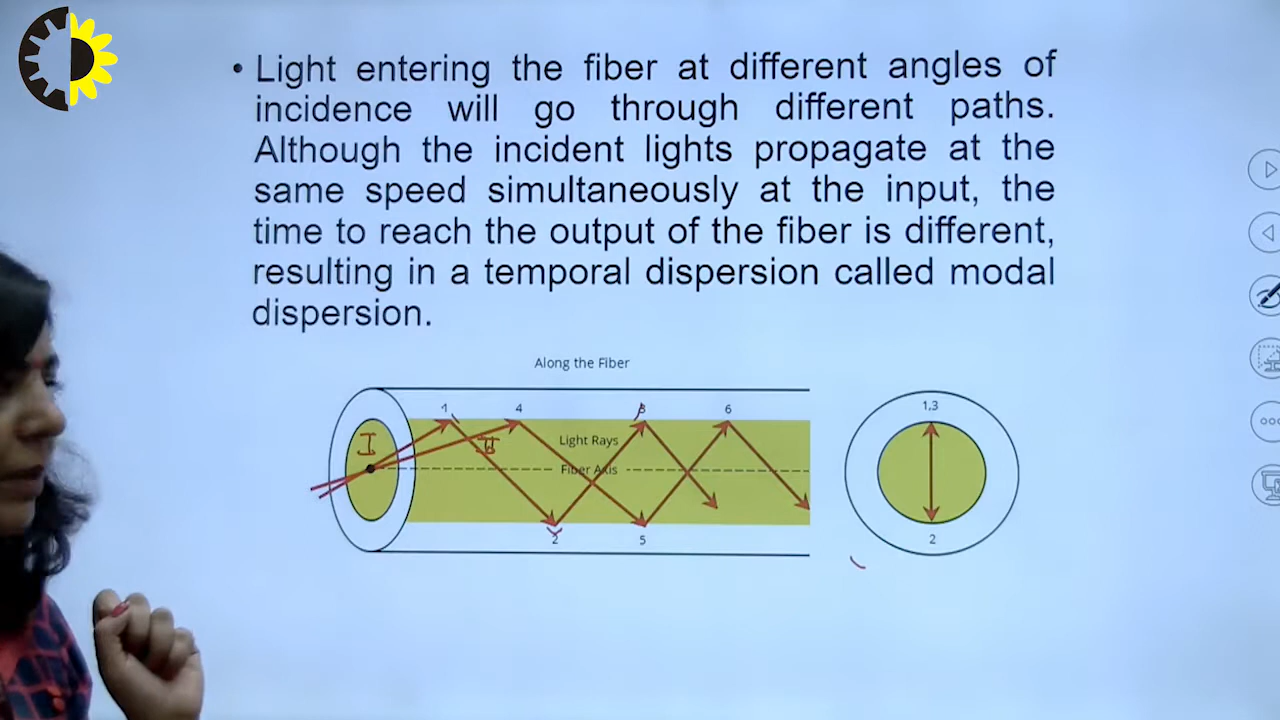 • Light entering the fiber at different angles of
incidence will go through different paths.
Although the incident lights propagate at the
same speed simultaneously at the input, the
time to reach the output of the fiber is different,
resulting in a temporal dispersion called modal
dispersion.
Along the Fiber
1 4 3 6 1,3
I II Light Rays
Fiber Axis
2 5 2